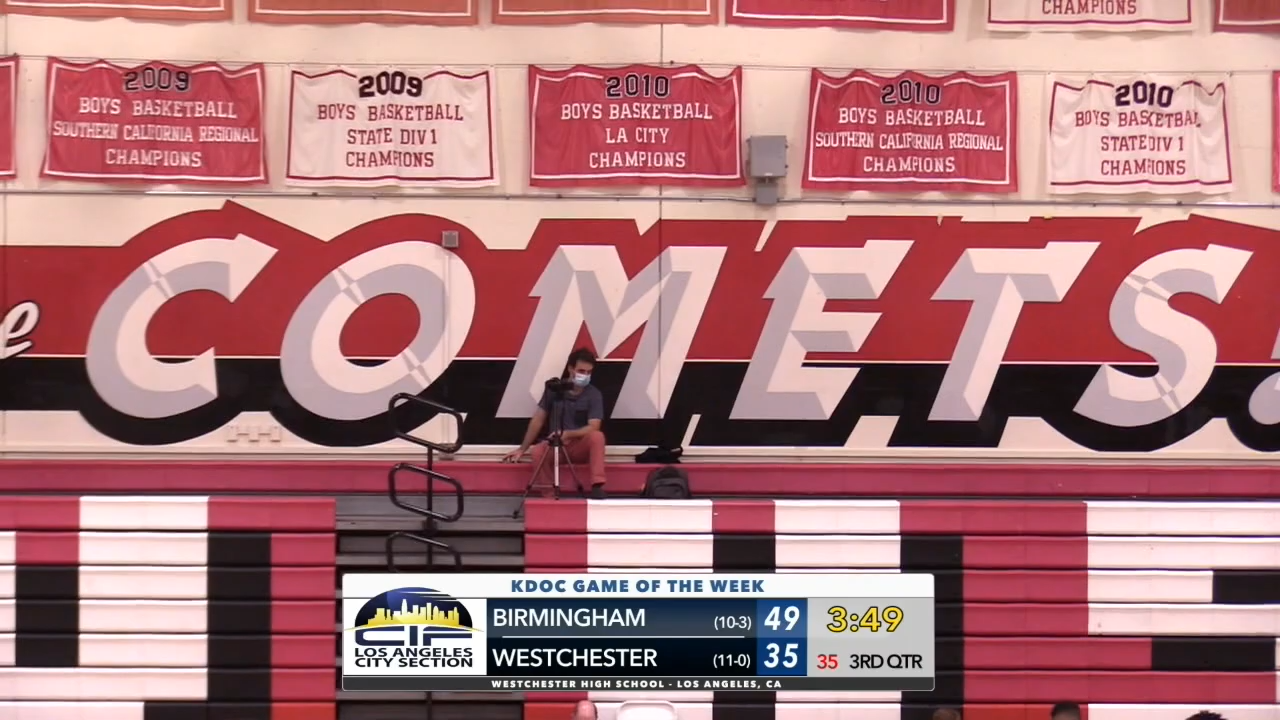 CHAMPIONS
2009
BOYS BASKETBALL
SOUTHERN CALIFORNIA REGIONAL
CHAMPIONS
2009
BOYS BASKETBALL
STATE DIV 1
CHAMPIONS
2010
BOYS BASKETBALL
LA CITY
CHAMPIONS
2010
BOYS BASKETBALL
SOUTHERN CALIFORNIA REGIONAL
CHAMPIONS
2010
BOYS BASKETBALL
STATE DIV 1
CHAMPIONS
COMETS
KDOC GAME OF THE WEEK
CIF
LOS ANGELES
CITY SECTION
BIRMINGHAM (10-3) 49 3:49
WESTCHESTER (11-0) 35 35 3RD QTR
WESTCHESTER HIGH SCHOOL - LOS ANGELES, CA